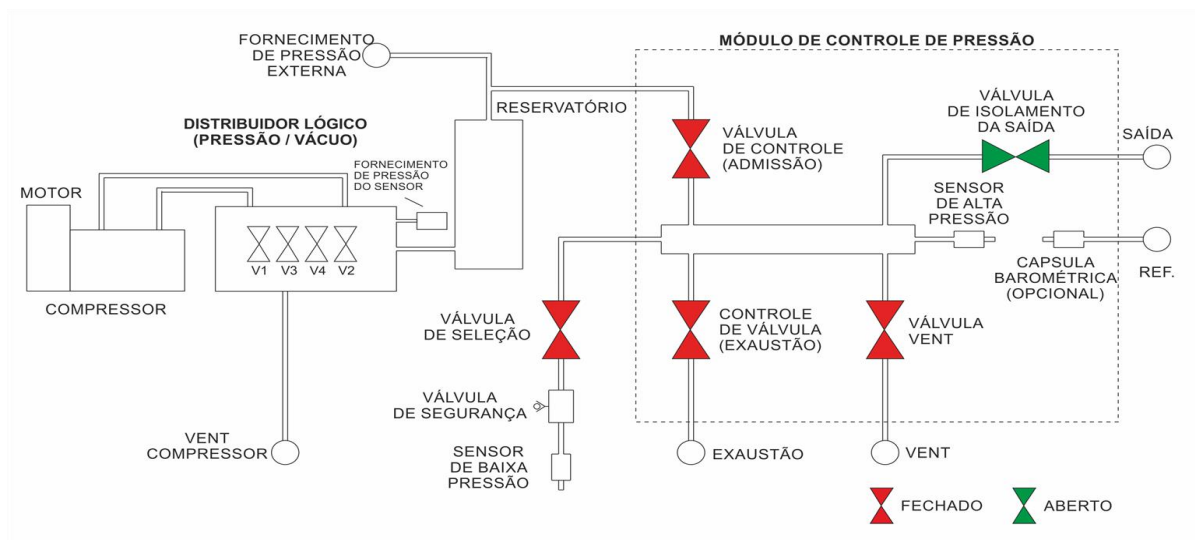 FORNECIMENTO
DE PRESSÃO
EXTERNA
MÓDULO DE CONTROLE DE PRESSÃO
RESERVATÓRIO
DISTRIBUIDOR LÓGICO
(PRESSÃO / VÁCUO)
FORNECIMENTO
DE PRESSÃO
DO SENSOR
MOTOR
COMPRESSOR
V1
V3
V4
V2
VENT
COMPRESSOR
VÁLVULA
DE CONTROLE
(ADMISSÃO)
VÁLVULA
DE ISOLAMENTO
DA SAÍDA
SAÍDA
SENSOR
DE ALTA
PRESSÃO
CAPSULA
BAROMÉTRICA
(OPCIONAL)
REF.
VÁLVULA
DE SELEÇÃO
CONTROLE
DE VÁLVULA
(EXAUSTÃO)
VÁLVULA
VENT
VÁLVULA
DE SEGURANÇA
SENSOR
DE BAIXA
PRESSÃO
EXAUSTÃO
VENT
FECHADO
ABERTO